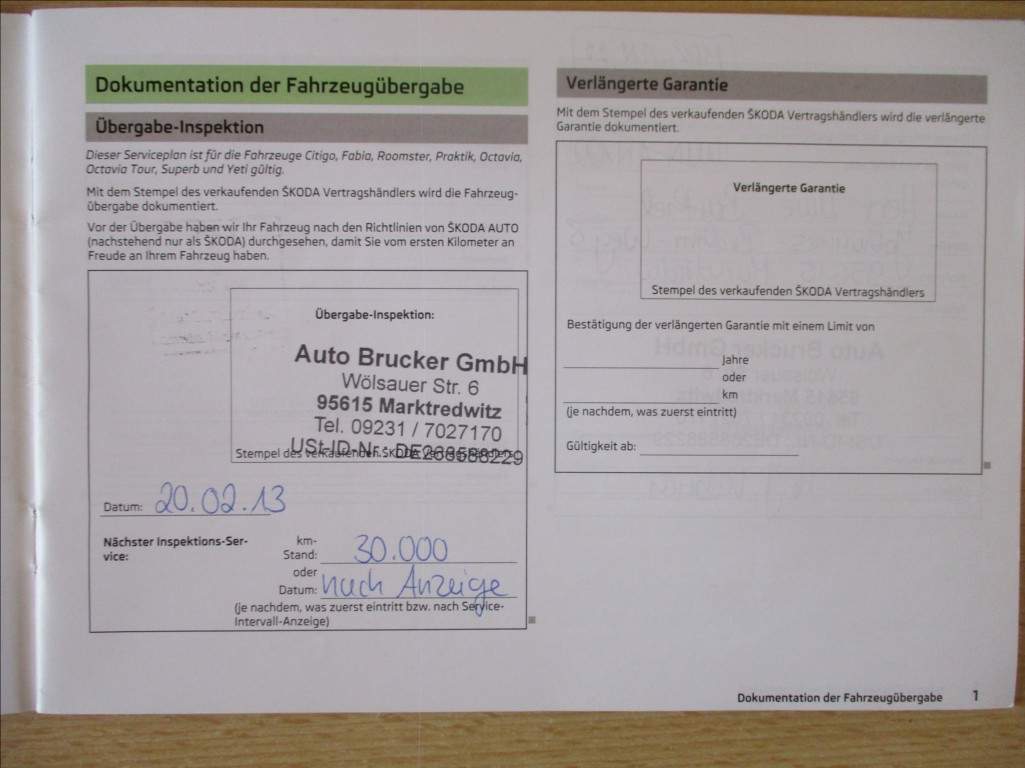 Dokumentation der Fahrzeugübergabe
Übergabe-Inspektion
Dieser Serviceplan ist für die Fahrzeuge Citigo, Fabia, Roomster, Praktik, Octavia,
Octavia Tour, Superb und Yeti gültig.
Mit dem Stempel des verkaufenden ŠKODA Vertragshändlers wird die Fahrzeug-
übergabe dokumentiert.
Vor der Übergabe haben wir Ihr Fahrzeug nach den Richtlinien von ŠKODA AUTO
(nachstehend nur als ŠKODA) durchgesehen, damit Sie vom ersten Kilometer an
Freude an Ihrem Fahrzeug haben.
Übergabe-Inspektion:
Auto Brucker GmbH
Wölsauer Str. 6
95615 Marktredwitz
Tel. 09231 / 7027170
USt-ID-Nr.: DE268588229
Stempel des verkaufenden ŠKODA Vertragshändlers
Datum: 20.02.13
Nächster Inspektions-Ser-
vice:
km-
Stand: 30.000
oder
Datum: nach Anzeige
(je nachdem, was zuerst eintritt bzw. nach Service-
Intervall-Anzeige)
Verlängerte Garantie
Mit dem Stempel des verkaufenden ŠKODA Vertragshändlers wird die verlängerte
Garantie dokumentiert.
Verlängerte Garantie
Stempel des verkaufenden ŠKODA Vertragshändlers
Bestätigung der verlängerten Garantie mit einem Limit von
Jahre
oder
km
(je nachdem, was zuerst eintritt)
Gültigkeit ab:
Dokumentation der Fahrzeugübergabe 1